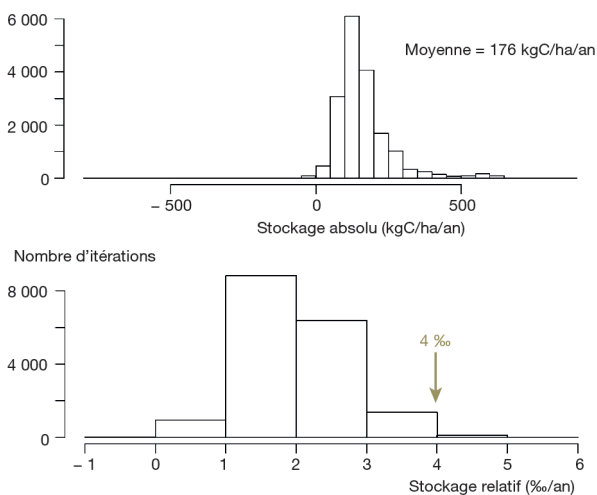 6 000
Moyenne = 176 kgC/ha/an
4 000
2 000
0
– 500 0 500
Stockage absolu (kgC/ha/an)
Nombre d’itérations
8 000
4 ‰
4 000
0
– 1 0 1 2 3 4 5 6
Stockage relatif (‰/an)